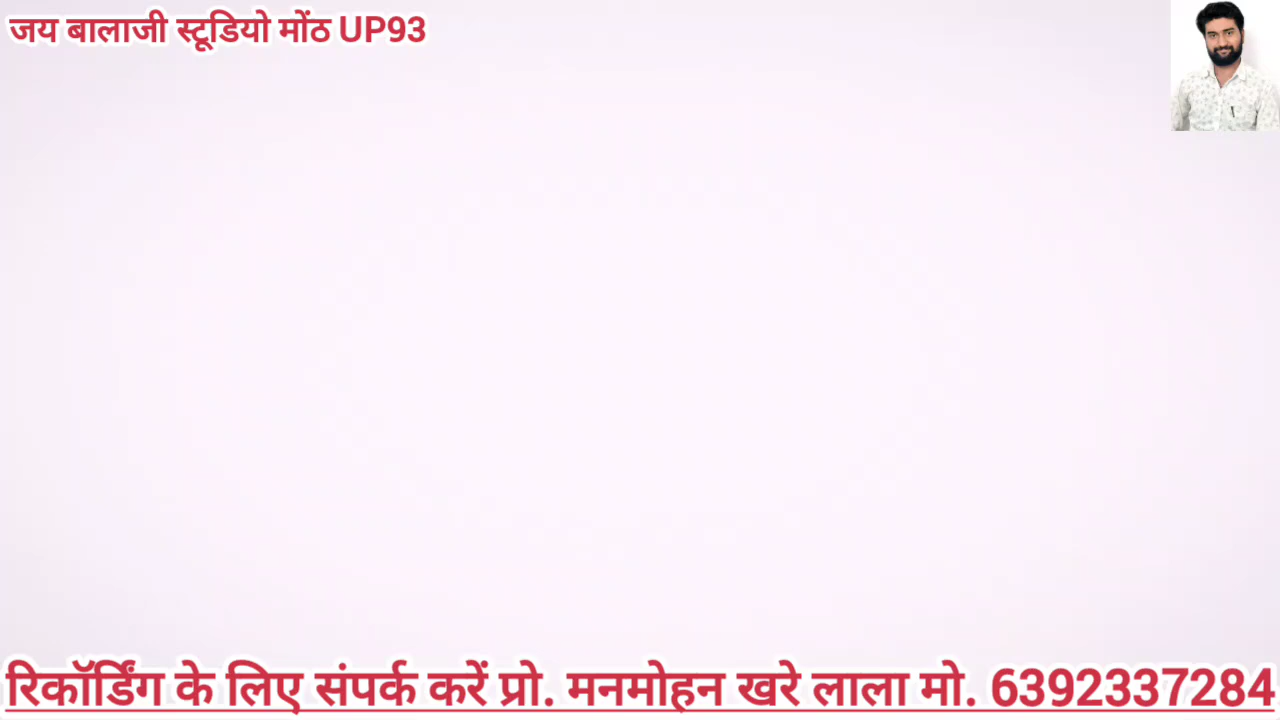 जय बालाजी स्टूडियो मोंठ UP93
रिकॉर्डिंग के लिए संपर्क करें प्रो. मनमोहन खरे लाला मो. 6392337284